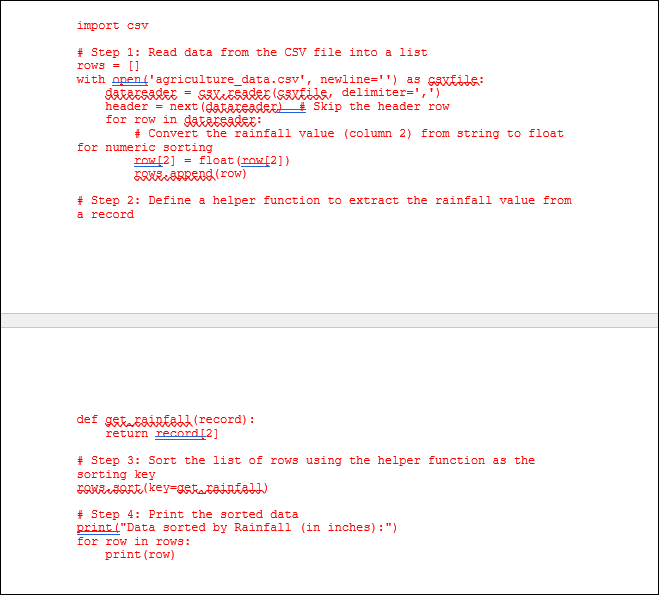 import csv
# Step 1: Read data from the CSV file into a list
rows = []
with open('agriculture_data.csv', newline='') as csvfile:
    datareader = csv.reader(csvfile, delimiter=',')
    header = next(datareader)  # Skip the header row
    for row in datareader:
        # Convert the rainfall value (column 2) from string to float
for numeric sorting
        row[2] = float(row[2])
        rows.append(row)
# Step 2: Define a helper function to extract the rainfall value from
a record
def get_rainfall(record):
    return record[2]
# Step 3: Sort the list of rows using the helper function as the
sorting key
rows.sort(key=get_rainfall)
# Step 4: Print the sorted data
print("Data sorted by Rainfall (in inches):")
for row in rows:
    print(row)